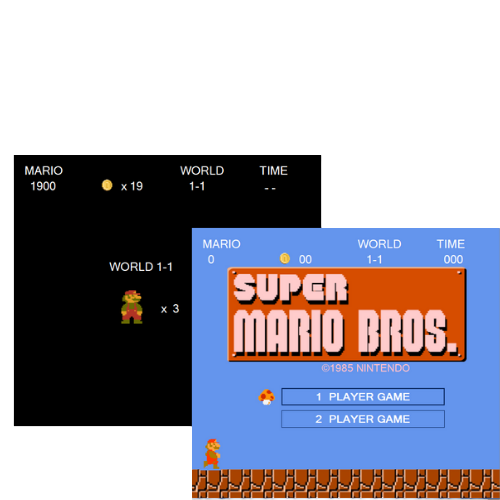 MARIO WORLD TIME
1900 x 19 1-1 - -
WORLD 1-1
x 3
MARIO WORLD TIME
0 00 1-1 000
SUPER
MARIO BROS.
©1985 NINTENDO
1 PLAYER GAME
2 PLAYER GAME